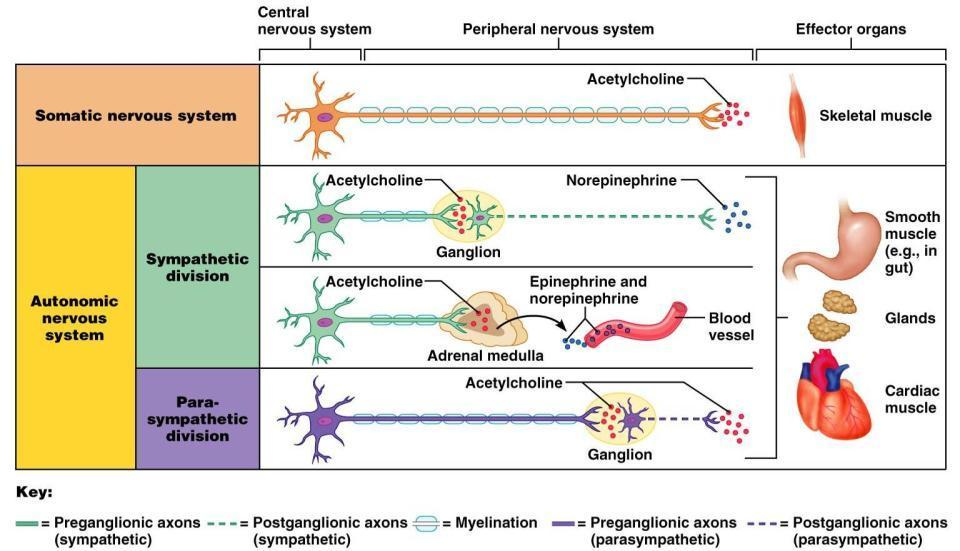 Central
nervous system
Peripheral nervous system
Effector organs
Somatic nervous system
Acetylcholine
Skeletal muscle
Autonomic
nervous
system
Sympathetic
division
Acetylcholine
Norepinephrine
Ganglion
Acetylcholine
Epinephrine and
norepinephrine
Blood
vessel
Adrenal medulla
Para-
sympathetic
division
Acetylcholine
Ganglion
Smooth
muscle
(e.g., in
gut)
Glands
Cardiac
muscle
Key:
= Preganglionic axons
(sympathetic)
= Postganglionic axons
(sympathetic)
= Myelination
= Preganglionic axons
(parasympathetic)
= Postganglionic axons
(parasympathetic)